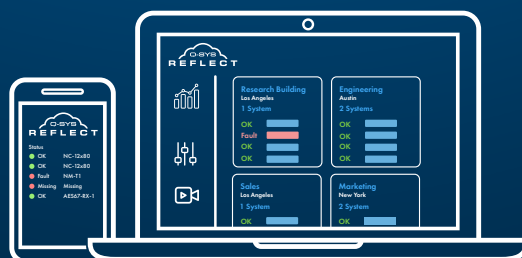 Q-SYS
REFLECT
Status
OK NC-12x80
OK NC-12x80
Fault NM-T1
Missing Missing
OK AES67-RX-1
Q-SYS
REFLECT
Research Building
Los Angeles
1 System
OK
Fault
OK
OK
Engineering
Austin
2 Systems
OK
OK
OK
OK
Sales
Los Angeles
1 System
OK
Marketing
New York
2 System
OK